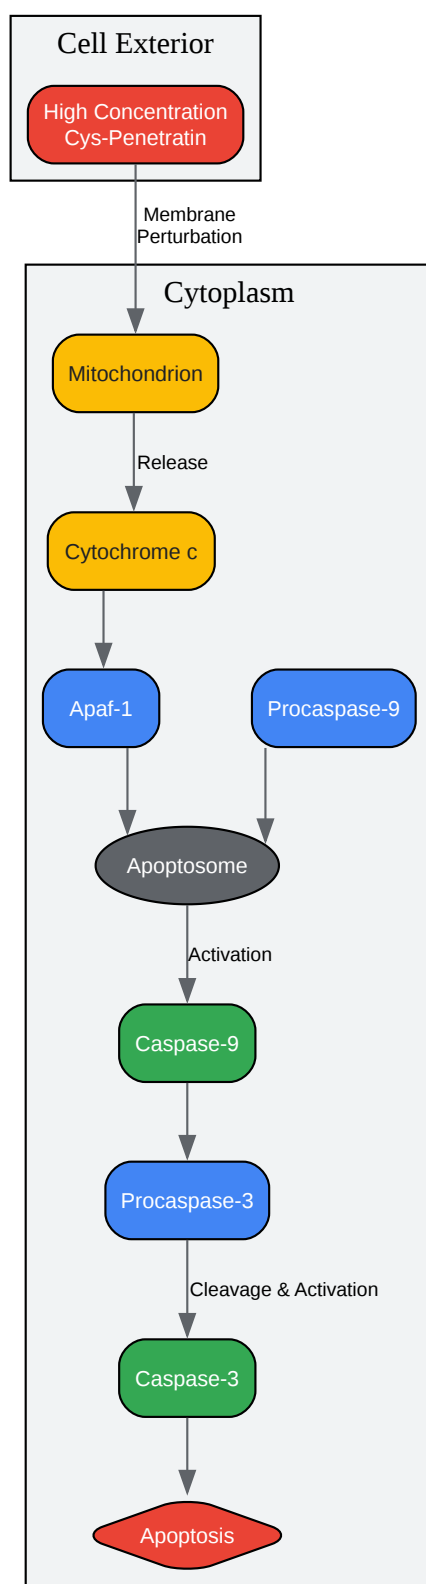 Cell Exterior
High Concentration
Cys-Penetratin
Membrane
Perturbation
Cytoplasm
Mitochondrion
Release
Cytochrome c
Apaf-1
Procaspase-9
Apoptosome
Activation
Caspase-9
Procaspase-3
Cleavage & Activation
Caspase-3
Apoptosis